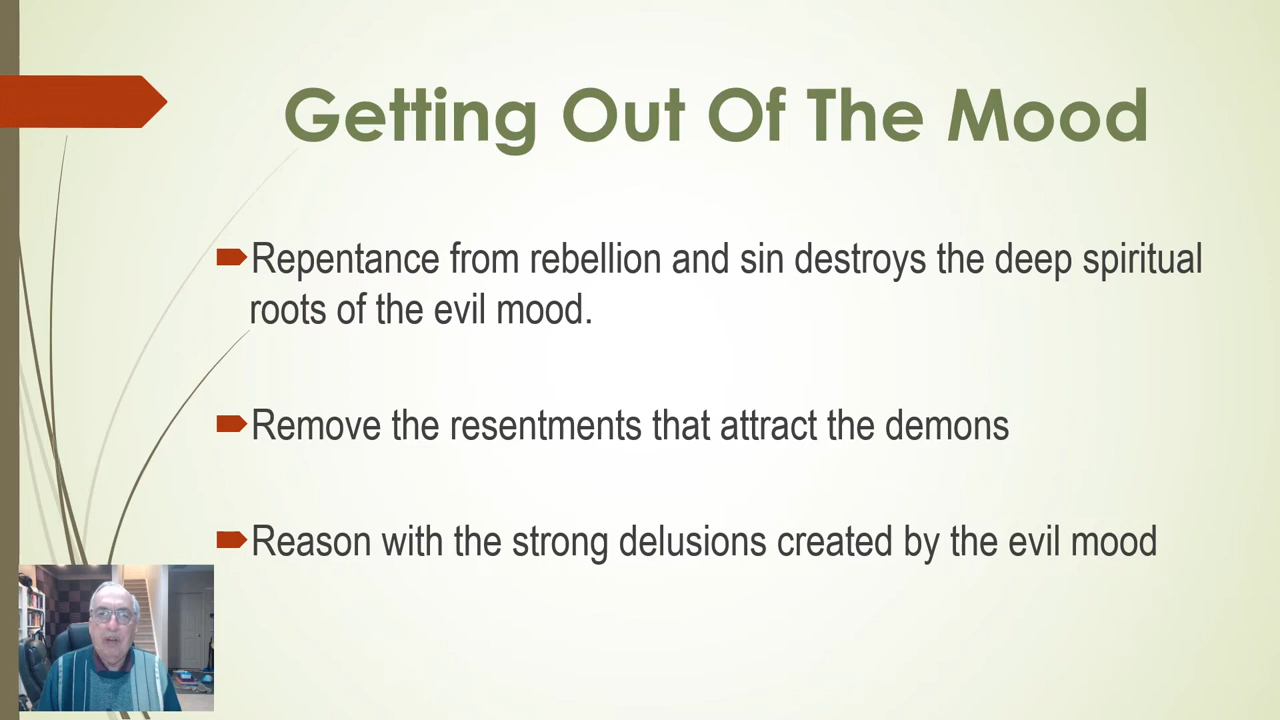 Getting Out Of The Mood
Repentance from rebellion and sin destroys the deep spiritual
roots of the evil mood.
Remove the resentments that attract the demons
Reason with the strong delusions created by the evil mood